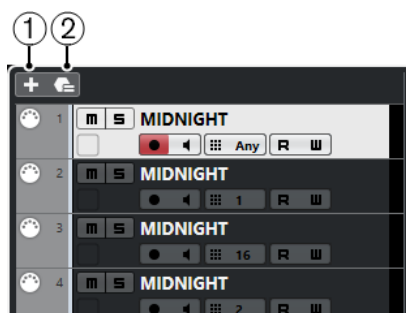 1 2
+
1 m S MIDNIGHT
Any R W
2 m S MIDNIGHT
1 R W
3 m S MIDNIGHT
16 R W
4 m S MIDNIGHT
2 R W